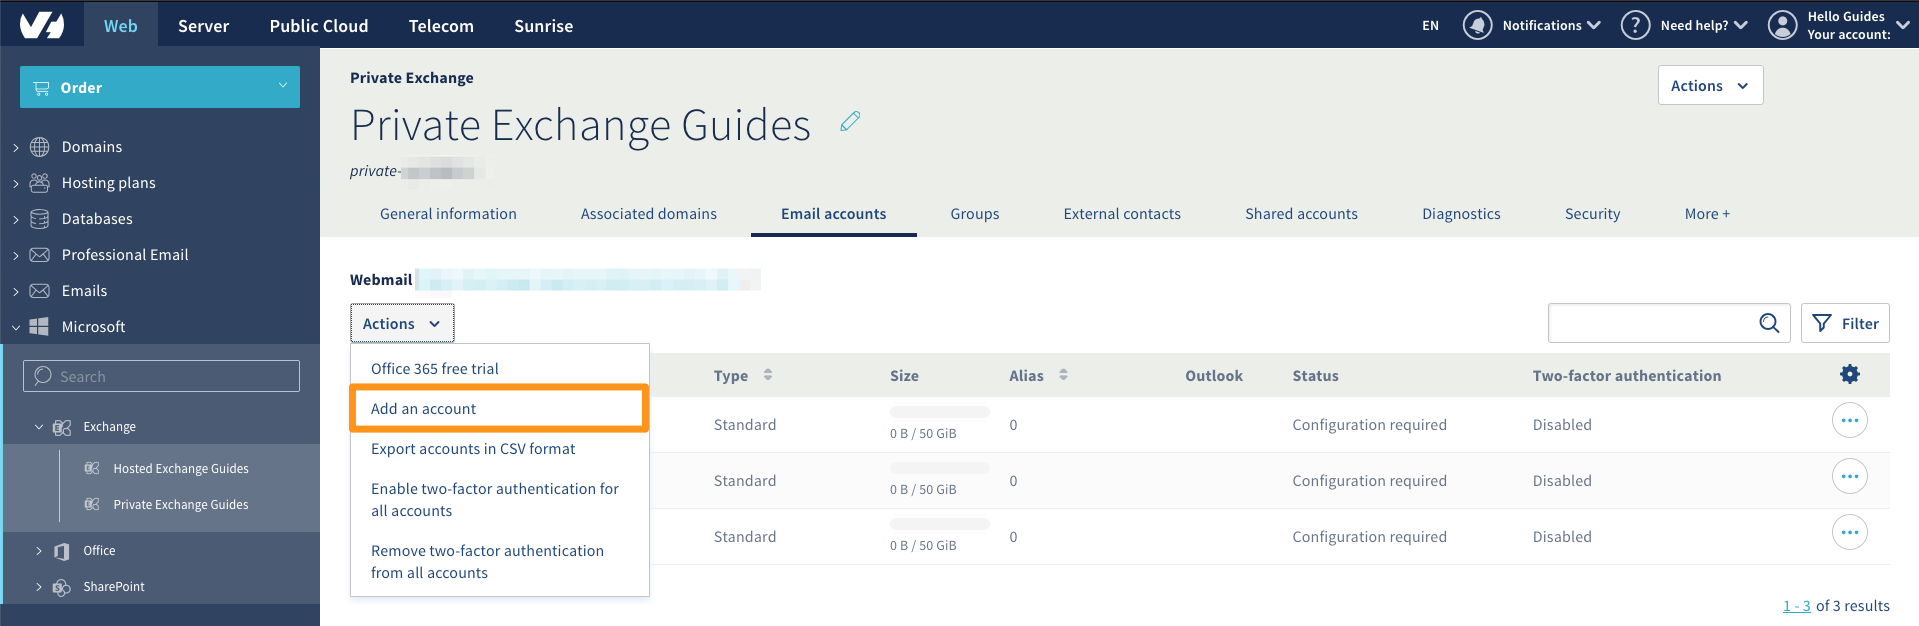 Web
Server
Public Cloud
Telecom
Sunrise
EN
Notifications
Need help?
Hello Guides
Your account:
Order
Domains
Hosting plans
Databases
Professional Email
Emails
Microsoft
Search
Exchange
Hosted Exchange Guides
Private Exchange Guides
Office
SharePoint
Private Exchange
Actions
Private Exchange Guides
private-
General information
Associated domains
Email accounts
Groups
External contacts
Shared accounts
Diagnostics
Security
More +
Webmail
Actions
Filter
Office 365 free trial
Add an account
Export accounts in CSV format
Enable two-factor authentication for
all accounts
Remove two-factor authentication
from all accounts
Type
Size
Alias
Outlook
Status
Two-factor authentication
Standard
0 B / 50 GiB
0
Configuration required
Disabled
Standard
0 B / 50 GiB
0
Configuration required
Disabled
Standard
0 B / 50 GiB
0
Configuration required
Disabled
1 - 3 of 3 results